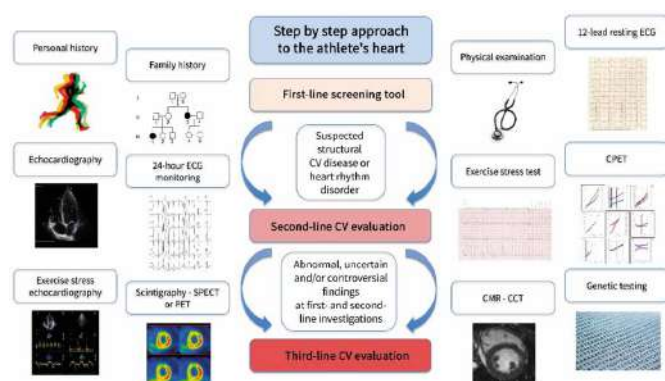 Step by step approach
to the athlete's heart
Personal history
Family history
Physical examination
12-lead resting ECG
First-line screening tool
Suspected
structural
CV disease or
heart rhythm
disorder
Echocardiography
24-hour ECG
monitoring
Exercise stress test
CPET
Second-line CV evaluation
Abnormal, uncertain
and/or controversial
findings
at first- and second-
line investigations
Exercise stress
echocardiography
Scintigraphy - SPECT
or PET
CMR - CCT
Genetic testing
Third-line CV evaluation